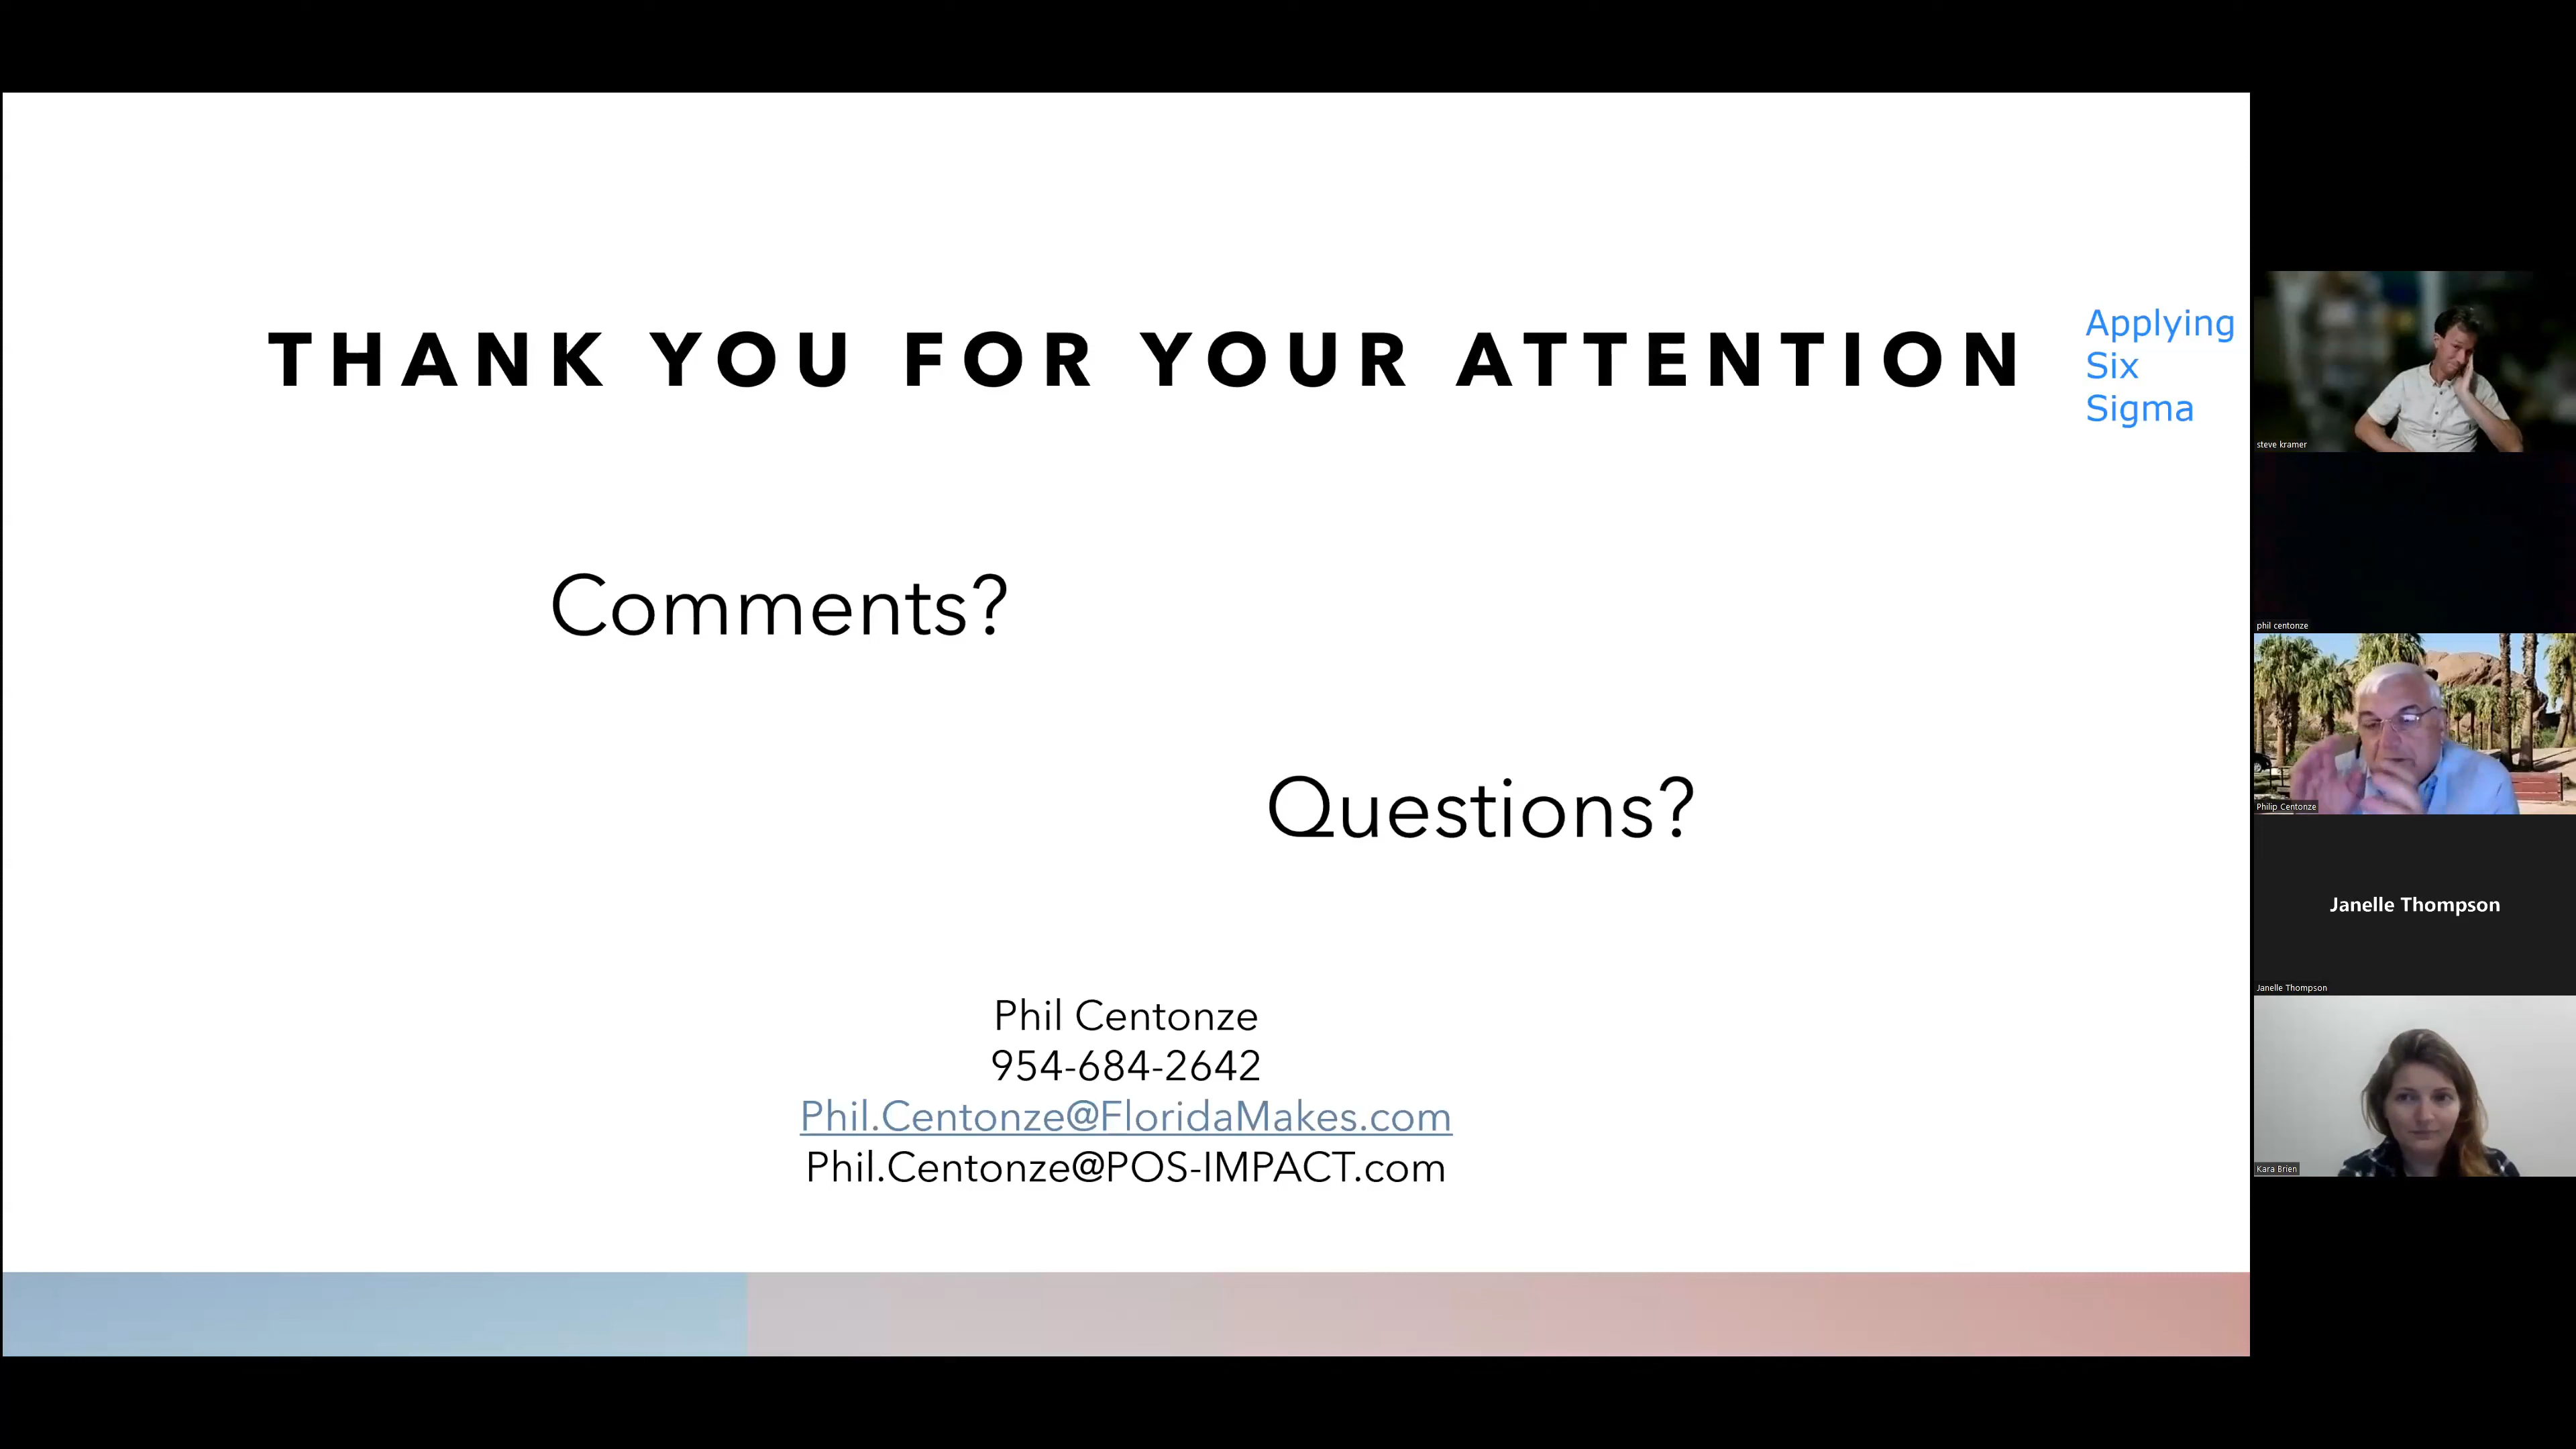 THANK YOU FOR YOUR ATTENTION
Applying
Six
Sigma
Comments?
Questions?
Phil Centonze
954-684-2642
Phil.Centonze@FloridaMakes.com
Phil.Centonze@POS-IMPACT.com
steve kramer
phil centonze
Philip Centonze
Janelle Thompson
Janelle Thompson
Kara Brien